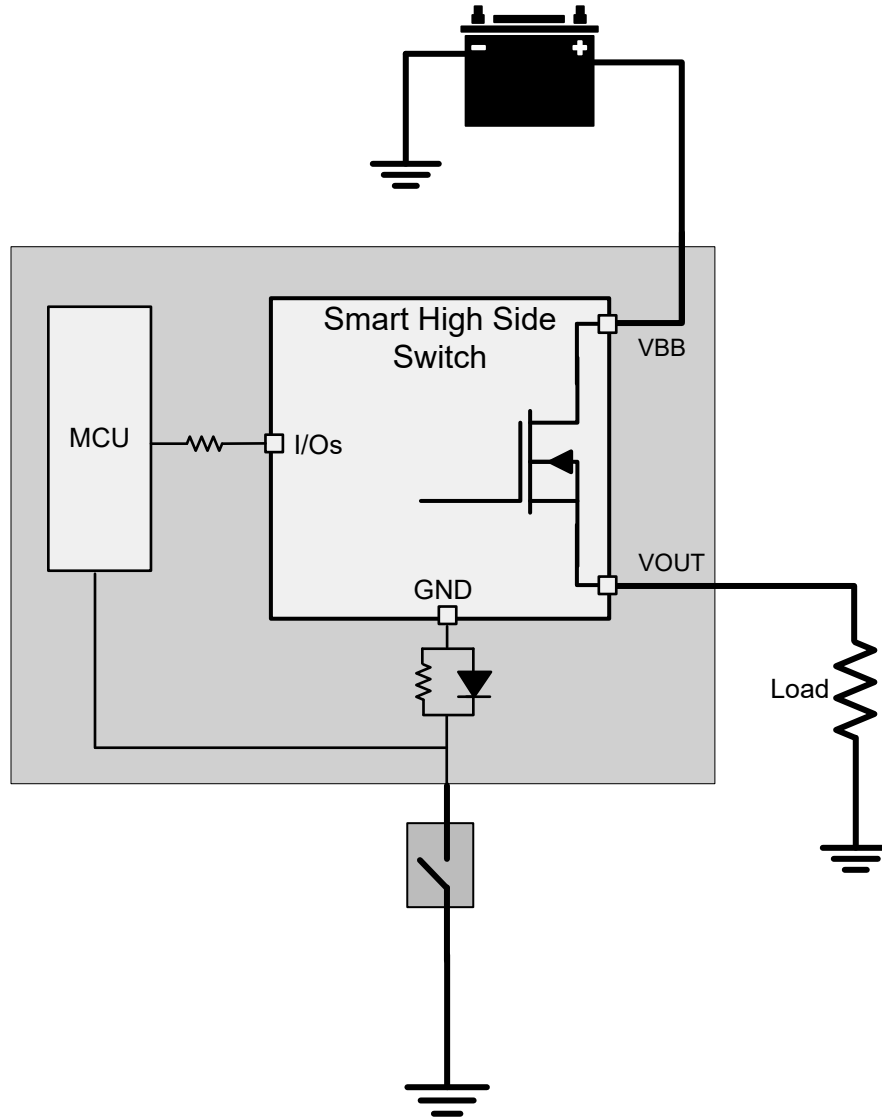 - +
Smart High Side
Switch
VBB
MCU
I/Os
VOUT
GND
Load